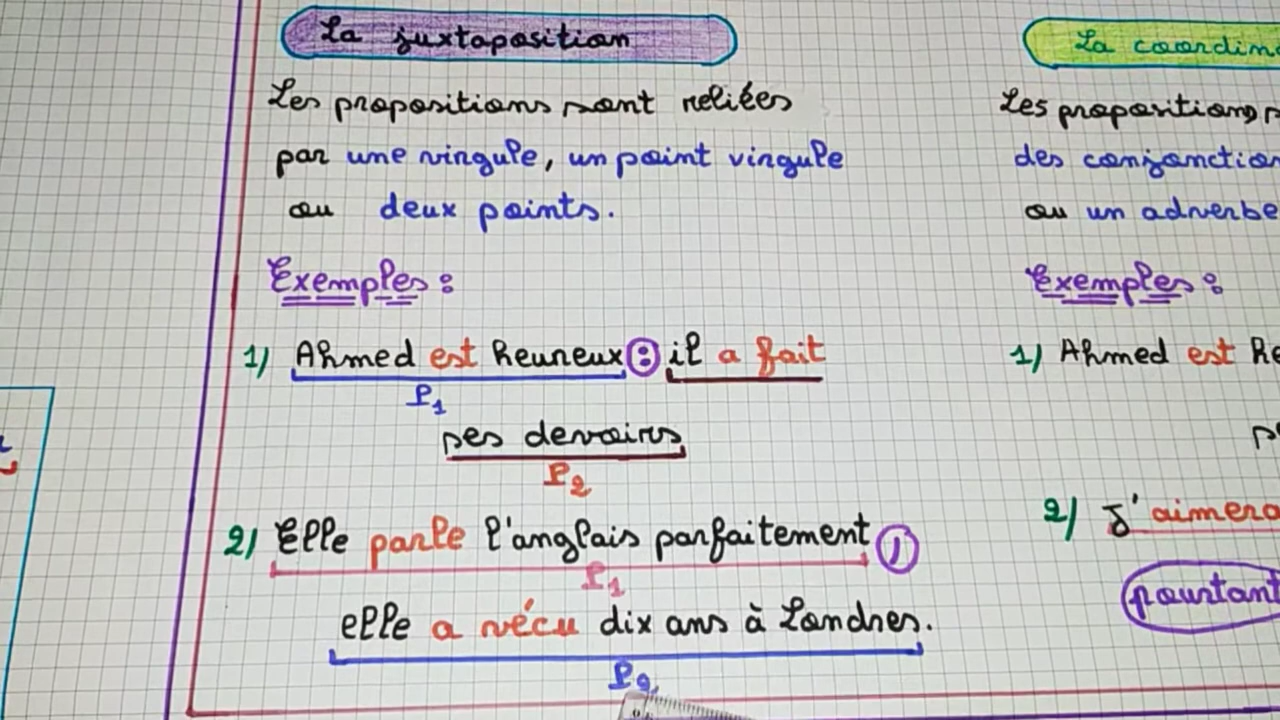 La juxtaposition
Les propositions sont reliées
par une virgule, un point virgule
ou deux points.
Exemples :
1) Ahmed est heureux : il a fait
P1
ses devoirs
P2
2) Elle parle l'anglais parfaitement ;
P1
elle a vécu dix ans à Londres.
P2
La coordin
Les propositions s
des conjonction
ou un adverbe
Exemples :
1) Ahmed est he
2) J'aimera
pourtant